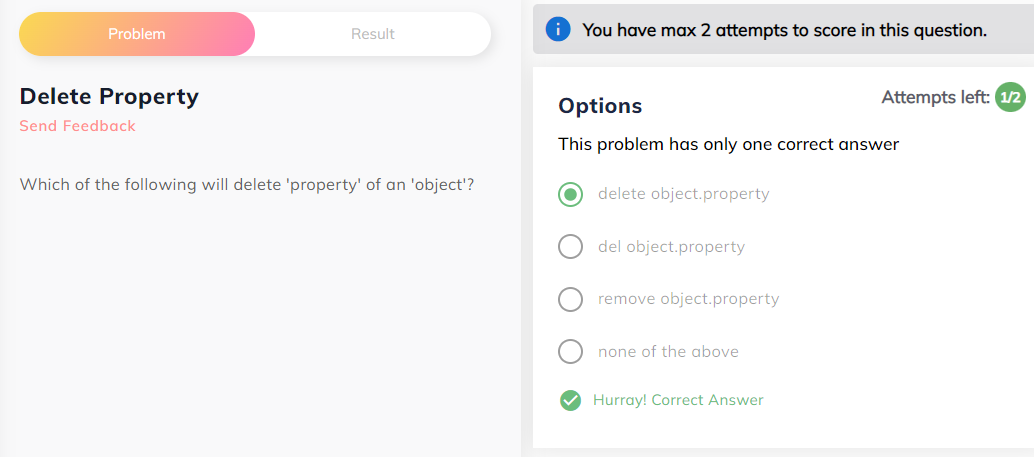 Problem
Result
Delete Property
Send Feedback
Which of the following will delete 'property' of an 'object'?
i
You have max 2 attempts to score in this question.
Attempts left: 1/2
Options
This problem has only one correct answer
delete object.property
del object.property
remove object.property
none of the above
Hurray! Correct Answer